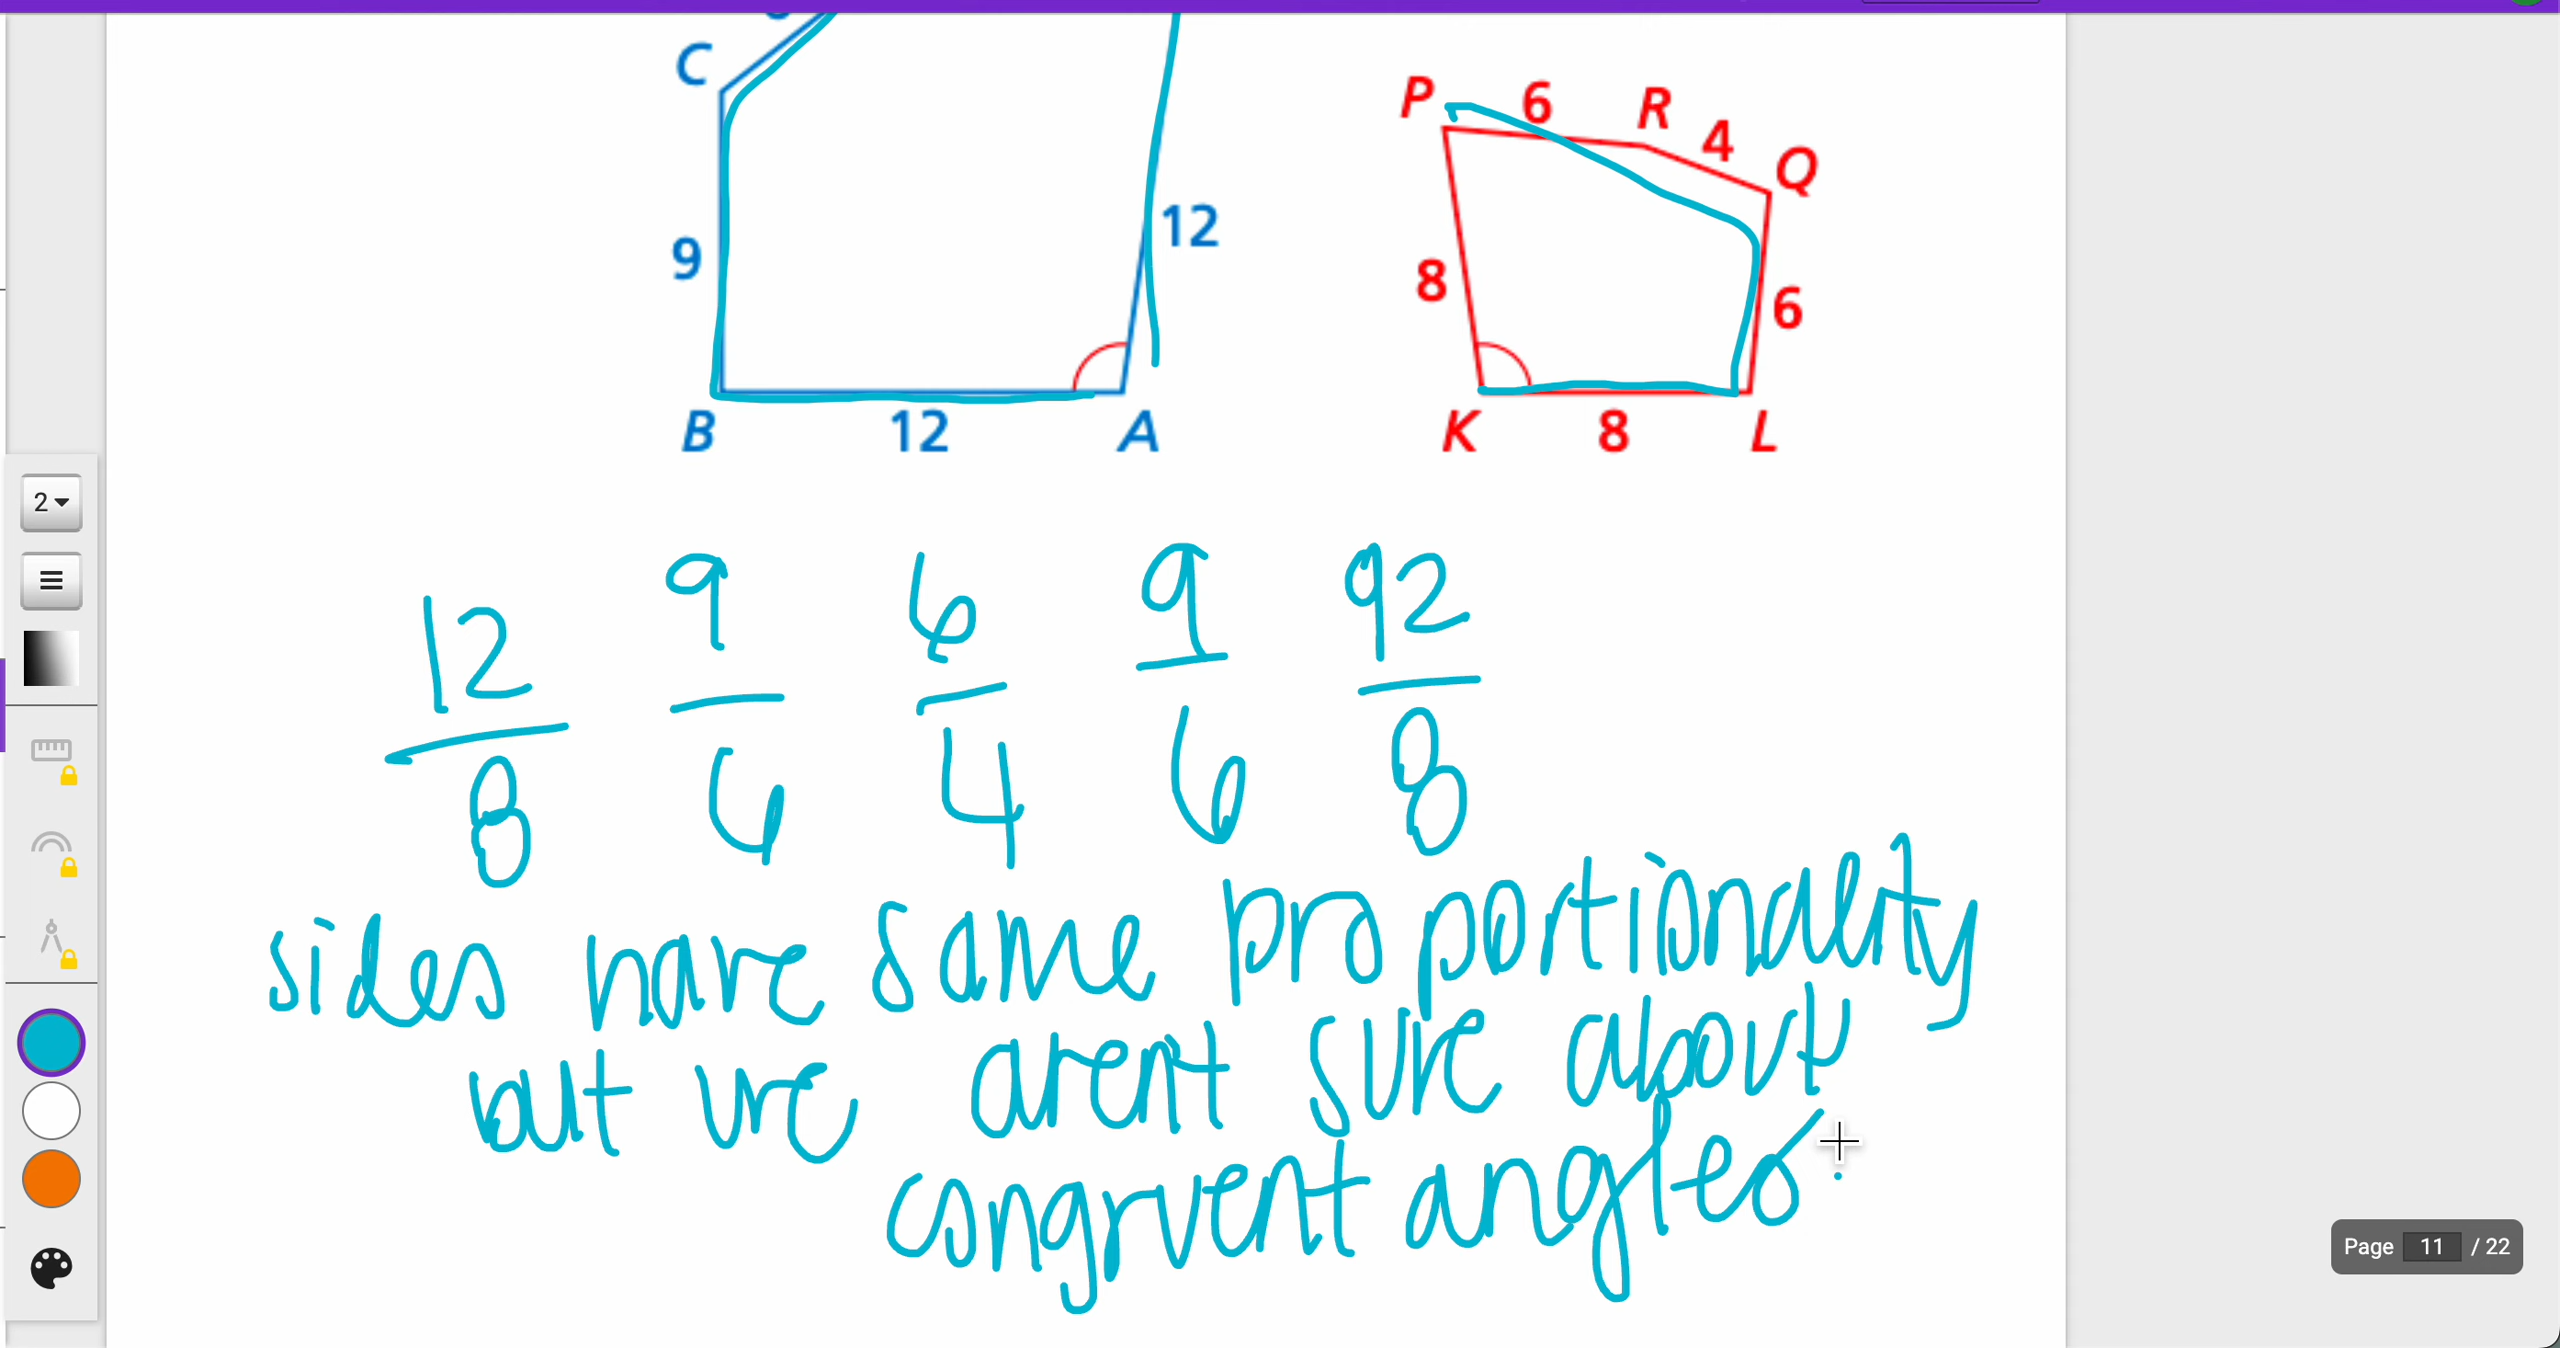 C
P 6 R 4 Q
9 12 8 6
B 12 A K 8 L
2
12 9 6 9 92
8 6 4 6 8
sides have same proportionality
but we arent sure about
congruent angles.
Page 11 / 22